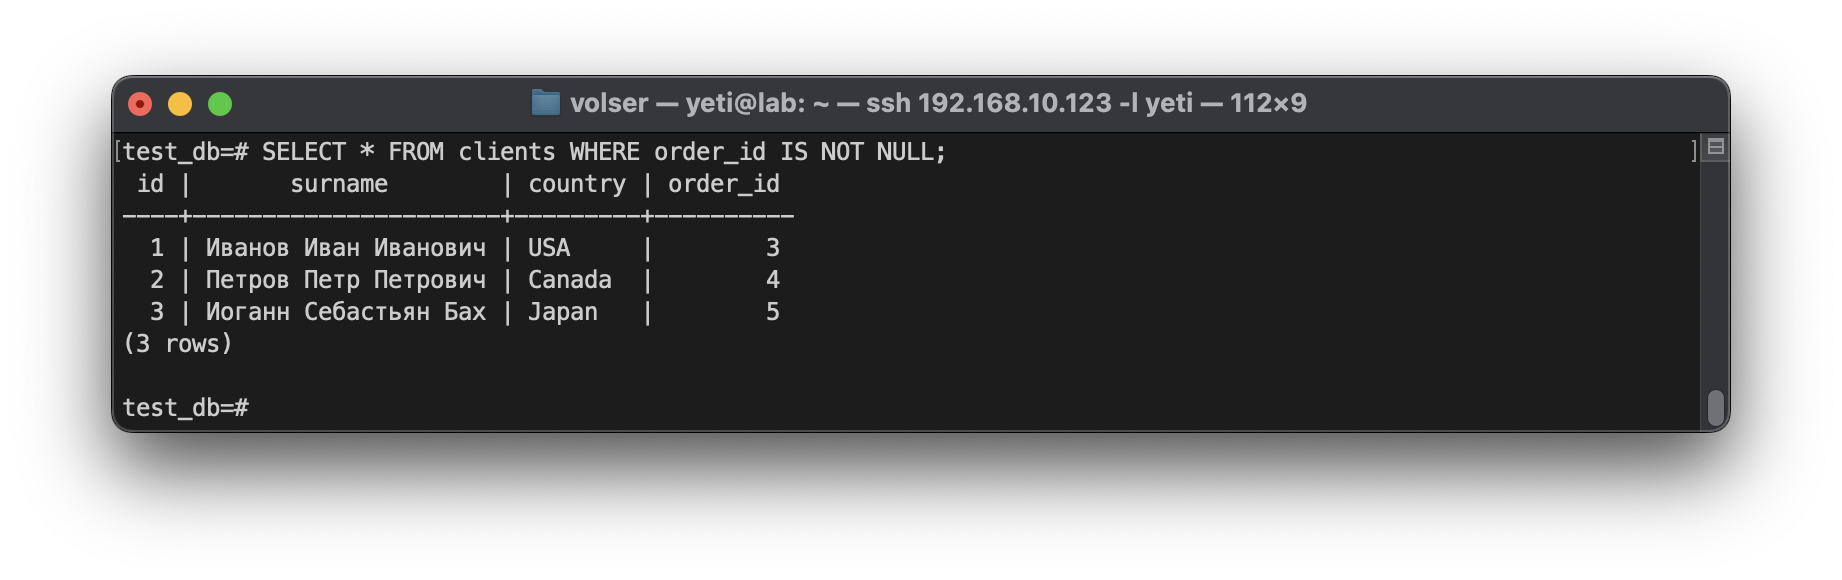 volser — yeti@lab: ~ — ssh 192.168.10.123 -l yeti — 112×9
[test_db=# SELECT * FROM clients WHERE order_id IS NOT NULL; ]
 id |       surname        | country | order_id
----+----------------------+---------+----------
  1 | Иванов Иван Иванович | USA     |        3
  2 | Петров Петр Петрович | Canada  |        4
  3 | Иоганн Себастьян Бах | Japan   |        5
(3 rows)
test_db=#